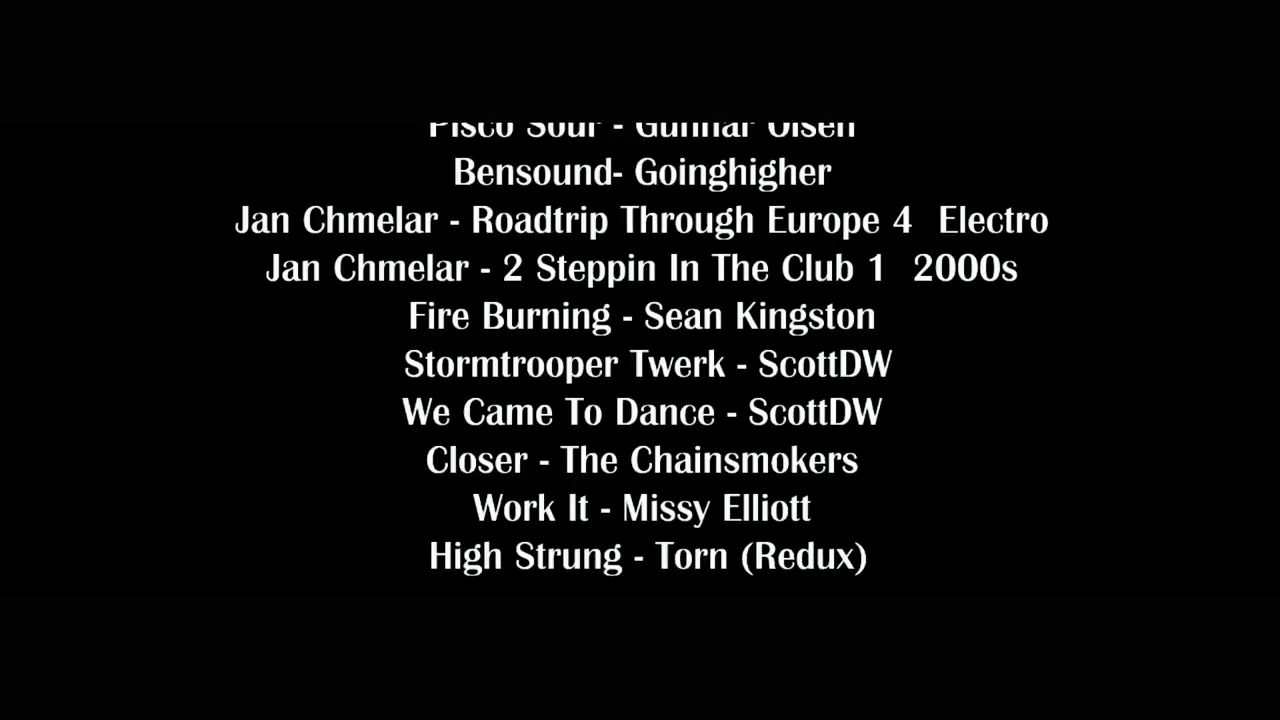 Pisco Sour - Gunnar Olsen
Bensound- Goinghigher
Jan Chmelar - Roadtrip Through Europe 4  Electro
Jan Chmelar - 2 Steppin In The Club 1  2000s
Fire Burning - Sean Kingston
Stormtrooper Twerk - ScottDW
We Came To Dance - ScottDW
Closer - The Chainsmokers
Work It - Missy Elliott
High Strung - Torn (Redux)